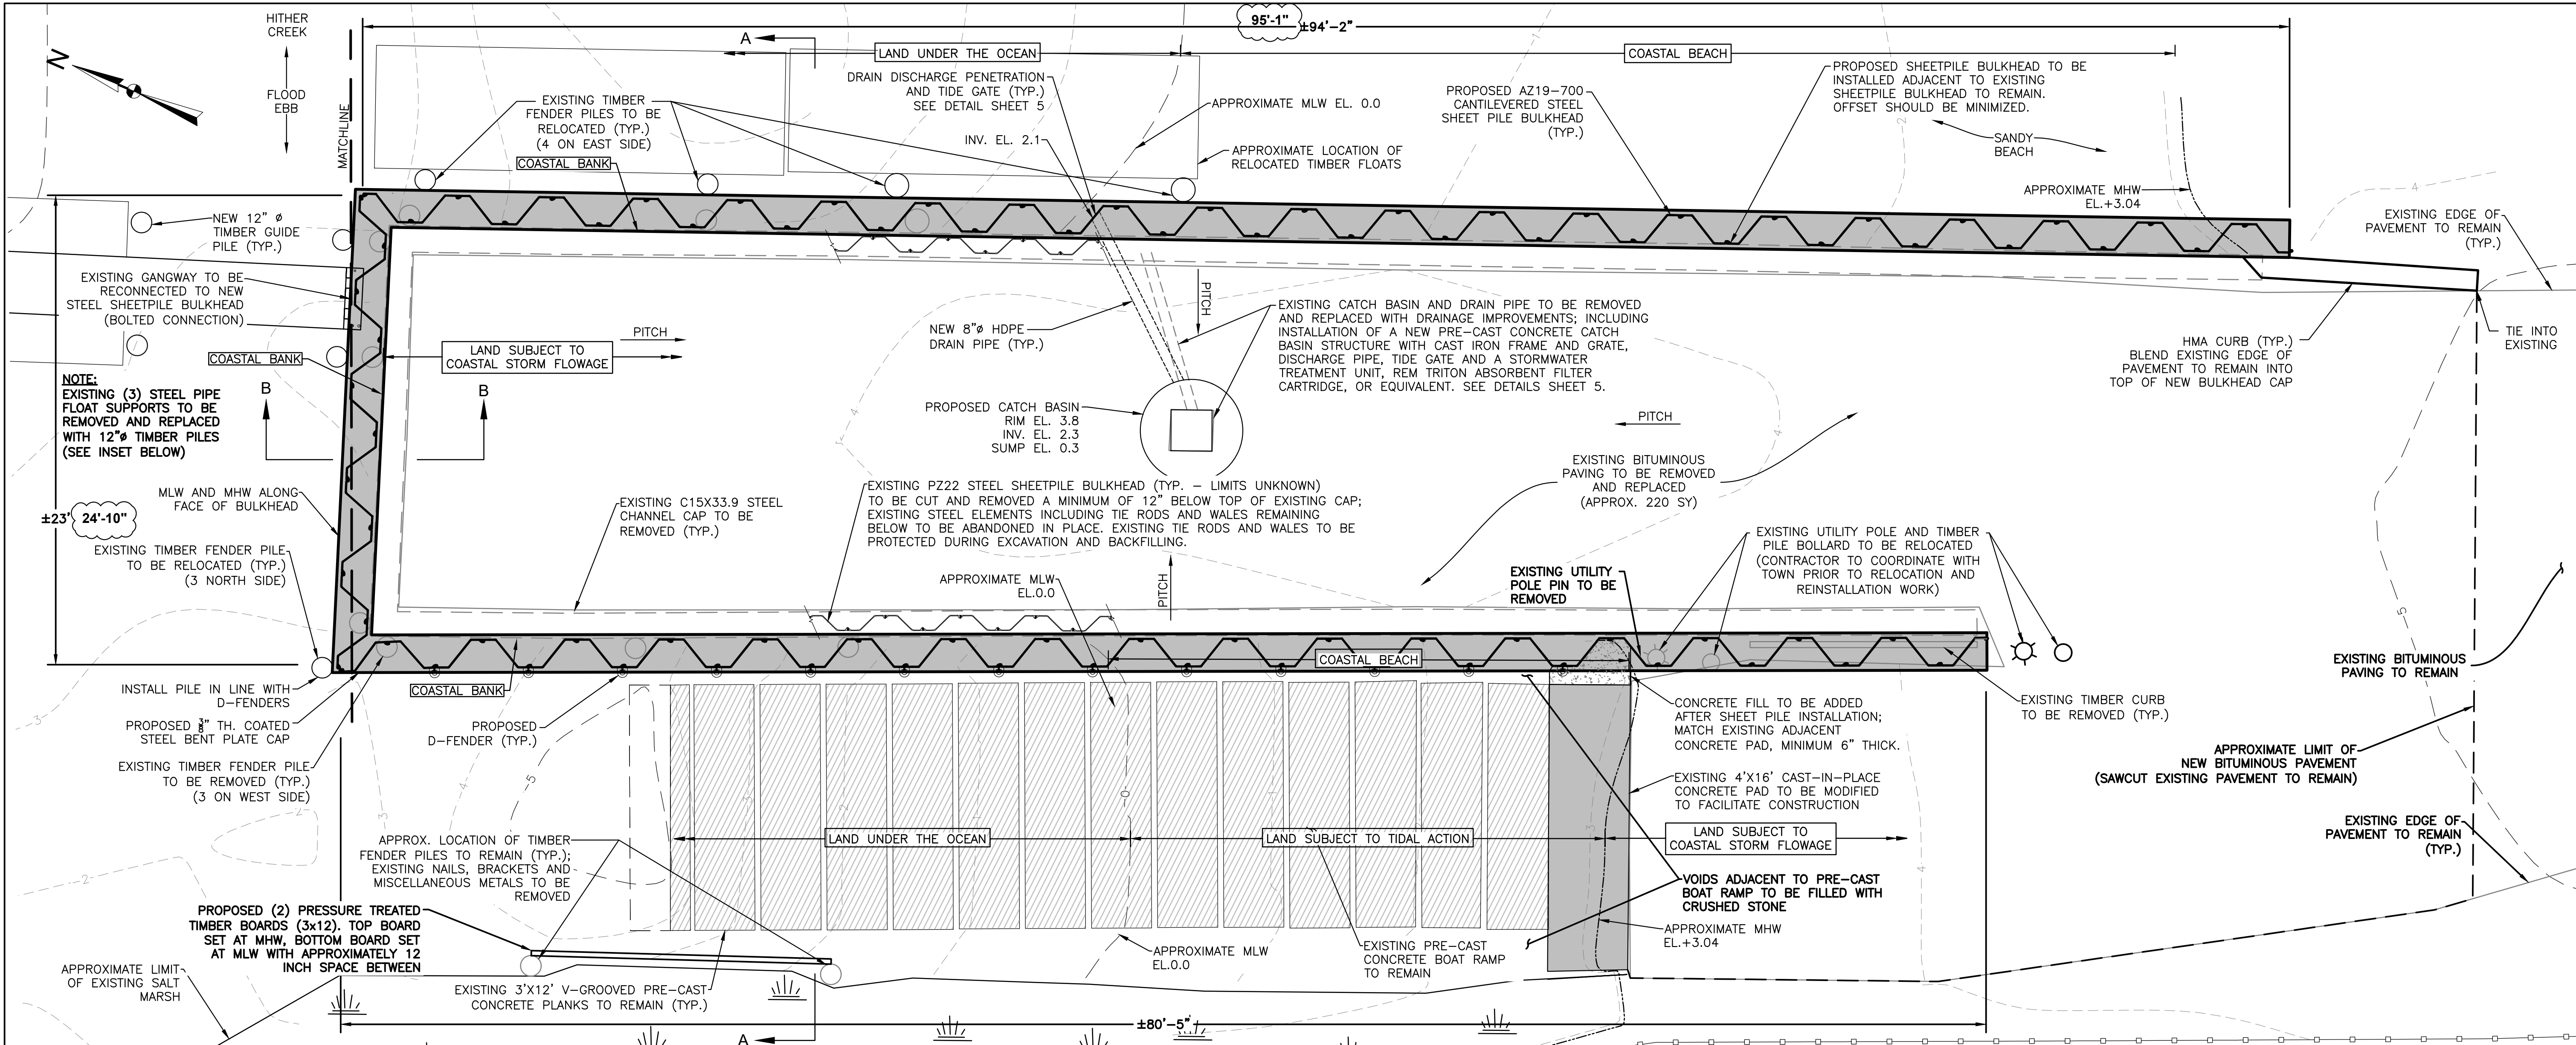 HITHER
CREEK
FLOOD
EBB
N
MATCHLINE
95'-1"
±94'-2"
A
LAND UNDER THE OCEAN
COASTAL BEACH
DRAIN DISCHARGE PENETRATION
AND TIDE GATE (TYP.)
SEE DETAIL SHEET 5
INV. EL. 2.1
EXISTING TIMBER
FENDER PILES TO BE
RELOCATED (TYP.)
(4 ON EAST SIDE)
COASTAL BANK
APPROXIMATE MLW EL. 0.0
APPROXIMATE LOCATION OF
RELOCATED TIMBER FLOATS
PROPOSED AZ19-700
CANTILEVERED STEEL
SHEET PILE BULKHEAD
(TYP.)
PROPOSED SHEETPILE BULKHEAD TO BE
INSTALLED ADJACENT TO EXISTING
SHEETPILE BULKHEAD TO REMAIN.
OFFSET SHOULD BE MINIMIZED.
SANDY
BEACH
APPROXIMATE MHW
EL.+3.04
EXISTING EDGE OF
PAVEMENT TO REMAIN
(TYP.)
NEW 12" ø
TIMBER GUIDE
PILE (TYP.)
EXISTING GANGWAY TO BE
RECONNECTED TO NEW
STEEL SHEETPILE BULKHEAD
(BOLTED CONNECTION)
COASTAL BANK
PITCH
LAND SUBJECT TO
COASTAL STORM FLOWAGE
NEW 8"ø HDPE
DRAIN PIPE (TYP.)
PITCH
EXISTING CATCH BASIN AND DRAIN PIPE TO BE REMOVED
AND REPLACED WITH DRAINAGE IMPROVEMENTS; INCLUDING
INSTALLATION OF A NEW PRE-CAST CONCRETE CATCH
BASIN STRUCTURE WITH CAST IRON FRAME AND GRATE,
DISCHARGE PIPE, TIDE GATE AND A STORMWATER
TREATMENT UNIT, REM TRITON ABSORBENT FILTER
CARTRIDGE, OR EQUIVALENT. SEE DETAILS SHEET 5.
HMA CURB (TYP.)
BLEND EXISTING EDGE OF
PAVEMENT TO REMAIN INTO
TOP OF NEW BULKHEAD CAP
TIE INTO
EXISTING
NOTE:
EXISTING (3) STEEL PIPE
FLOAT SUPPORTS TO BE
REMOVED AND REPLACED
WITH 12"ø TIMBER PILES
(SEE INSET BELOW)
B
B
PROPOSED CATCH BASIN
RIM EL. 3.8
INV. EL. 2.3
SUMP EL. 0.3
PITCH
EXISTING BITUMINOUS
PAVING TO BE REMOVED
AND REPLACED
(APPROX. 220 SY)
MLW AND MHW ALONG
FACE OF BULKHEAD
±23'
24'-10"
EXISTING C15X33.9 STEEL
CHANNEL CAP TO BE
REMOVED (TYP.)
EXISTING PZ22 STEEL SHEETPILE BULKHEAD (TYP. - LIMITS UNKNOWN)
TO BE CUT AND REMOVED A MINIMUM OF 12" BELOW TOP OF EXISTING CAP;
EXISTING STEEL ELEMENTS INCLUDING TIE RODS AND WALES REMAINING
BELOW TO BE ABANDONED IN PLACE. EXISTING TIE RODS AND WALES TO BE
PROTECTED DURING EXCAVATION AND BACKFILLING.
EXISTING TIMBER FENDER PILE
TO BE RELOCATED (TYP.)
(3 NORTH SIDE)
APPROXIMATE MLW
EL.0.0
PITCH
EXISTING UTILITY
POLE PIN TO BE
REMOVED
EXISTING UTILITY POLE AND TIMBER
PILE BOLLARD TO BE RELOCATED
(CONTRACTOR TO COORDINATE WITH
TOWN PRIOR TO RELOCATION AND
REINSTALLATION WORK)
INSTALL PILE IN LINE WITH
D-FENDERS
PROPOSED 3/8" TH. COATED
STEEL BENT PLATE CAP
EXISTING TIMBER FENDER PILE
TO BE REMOVED (TYP.)
(3 ON WEST SIDE)
COASTAL BANK
PROPOSED
D-FENDER (TYP.)
COASTAL BEACH
CONCRETE FILL TO BE ADDED
AFTER SHEET PILE INSTALLATION;
MATCH EXISTING ADJACENT
CONCRETE PAD, MINIMUM 6" THICK.
EXISTING 4'X16' CAST-IN-PLACE
CONCRETE PAD TO BE MODIFIED
TO FACILITATE CONSTRUCTION
EXISTING TIMBER CURB
TO BE REMOVED (TYP.)
EXISTING BITUMINOUS
PAVING TO REMAIN
APPROXIMATE LIMIT OF
NEW BITUMINOUS PAVEMENT
(SAWCUT EXISTING PAVEMENT TO REMAIN)
EXISTING EDGE OF
PAVEMENT TO REMAIN
(TYP.)
APPROX. LOCATION OF TIMBER
FENDER PILES TO REMAIN (TYP.);
EXISTING NAILS, BRACKETS AND
MISCELLANEOUS METALS TO BE
REMOVED
LAND UNDER THE OCEAN
LAND SUBJECT TO TIDAL ACTION
LAND SUBJECT TO
COASTAL STORM FLOWAGE
VOIDS ADJACENT TO PRE-CAST
BOAT RAMP TO BE FILLED WITH
CRUSHED STONE
APPROXIMATE MHW
EL.+3.04
PROPOSED (2) PRESSURE TREATED
TIMBER BOARDS (3x12). TOP BOARD
SET AT MHW, BOTTOM BOARD SET
AT MLW WITH APPROXIMATELY 12
INCH SPACE BETWEEN
APPROXIMATE MLW
EL.0.0
EXISTING PRE-CAST
CONCRETE BOAT RAMP
TO REMAIN
APPROXIMATE LIMIT
OF EXISTING SALT
MARSH
EXISTING 3'X12' V-GROOVED PRE-CAST
CONCRETE PLANKS TO REMAIN (TYP.)
±80'-5"
A